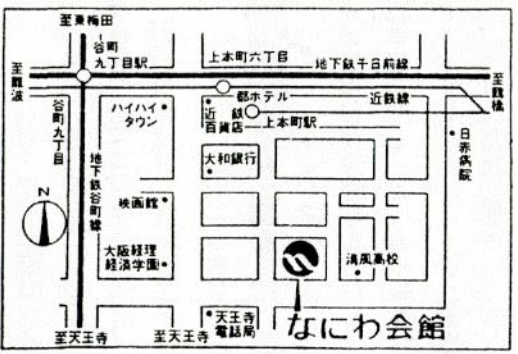 至東梅田
谷町
九丁目駅
上本町六丁目
地下鉄千日前線
至難波
至鶴橋
都ホテル
近鉄線
ハイハイ
タウン
近鉄
百貨店
上本町駅
谷町九丁目
地下鉄谷町線
日赤病院
大和銀行
N
映画館
大阪経理
経済学園
清風高校
天王寺
電話局
なにわ会館
至天王寺
至天王寺